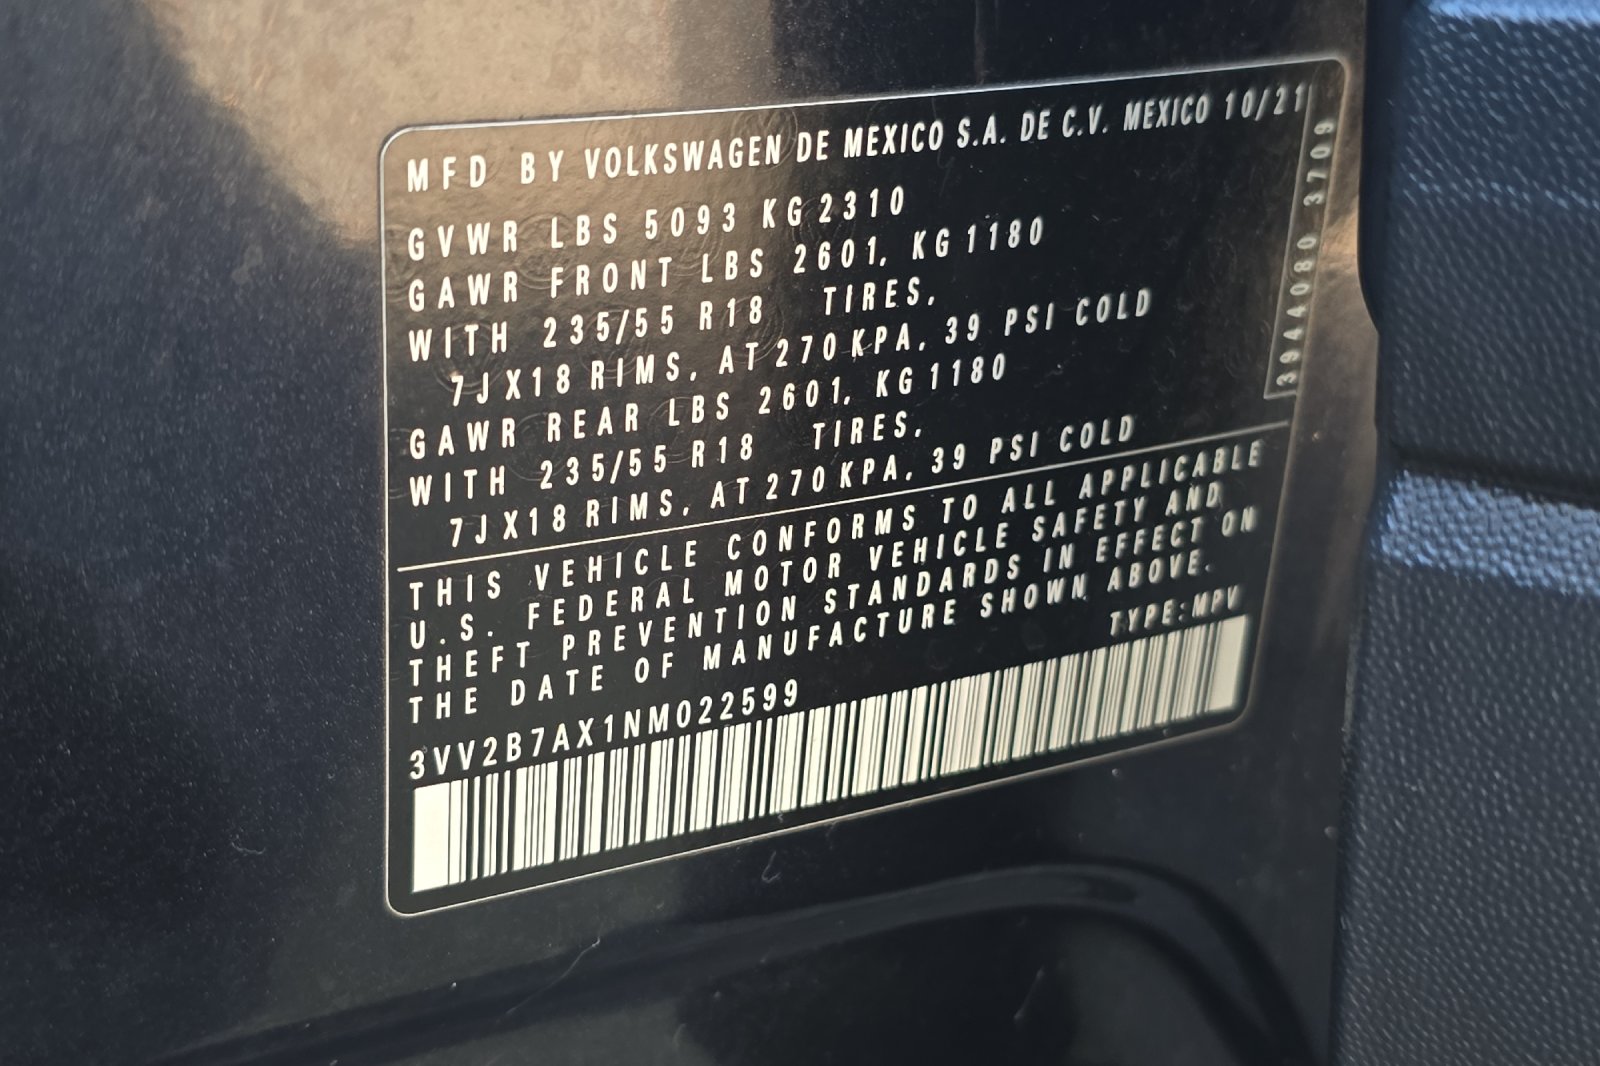 MFD BY VOLKSWAGEN DE MEXICO S.A. DE C.V. MEXICO 10/21
GVWR LBS 5093 KG 2310
GAWR FRONT LBS 2601, KG 1180
WITH 235/55 R18 TIRES,
7JX18 RIMS, AT 270 KPA, 39 PSI COLD
GAWR REAR LBS 2601, KG 1180
WITH 235/55 R18 TIRES,
7JX18 RIMS, AT 270 KPA, 39 PSI COLD
THIS VEHICLE CONFORMS TO ALL APPLICABLE
U.S. FEDERAL MOTOR VEHICLE SAFETY AND
THEFT PREVENTION STANDARDS IN EFFECT ON
THE DATE OF MANUFACTURE SHOWN ABOVE.
TYPE:MPV
3VV2B7AX1NM022599
3944080 3709